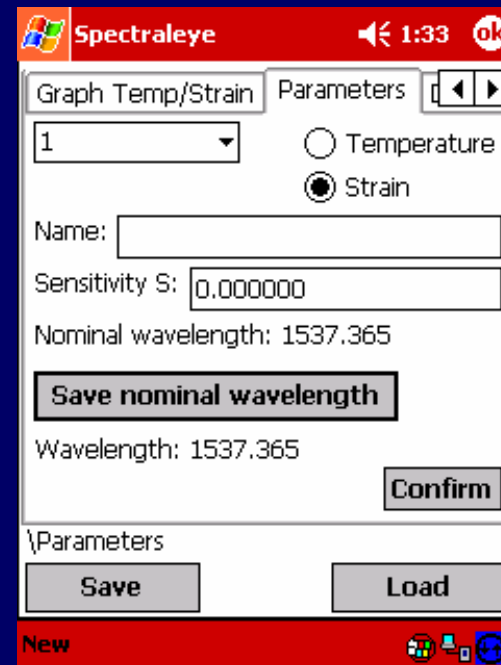 Spectraleye 1:33 ok
Graph Temp/Strain Parameters
1 Temperature
Strain
Name:
Sensitivity S: 0.000000
Nominal wavelength: 1537.365
Save nominal wavelength
Wavelength: 1537.365
Confirm
\Parameters
Save Load
New